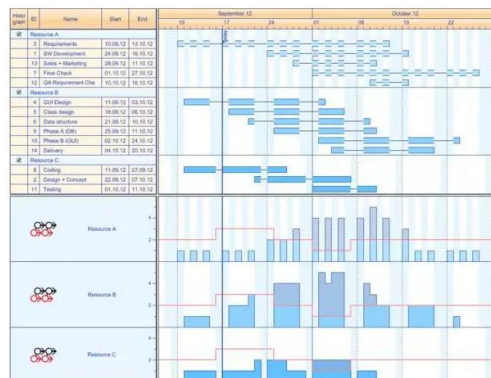 September 12 October 12
Histo gram ID Name Start End 10 17 24 01 08 15 22
Resource A
3 Requirements 10.09.12 13.10.12
1 SW Development 24.09.12 16.10.12
13 Sales + Marketing 28.09.12 11.10.12
7 Final Check 01.10.12 27.10.12
12 QA Requirement Che 10.10.12 16.10.12
Resource B
4 GUI Design 11.09.12 03.10.12
5 Class design 18.09.12 06.10.12
8 Data structure 21.09.12 10.10.12
9 Phase A (DB) 25.09.12 11.10.12
10 Phase B (GUI) 02.10.12 24.10.12
14 Delivery 04.10.12 20.10.12
Resource C
6 Coding 11.09.12 27.09.12
2 Design + Concept 22.09.12 07.10.12
11 Testing 01.10.12 11.10.12
4
Resource A
2
4
Resource B
2
4
Resource C
2